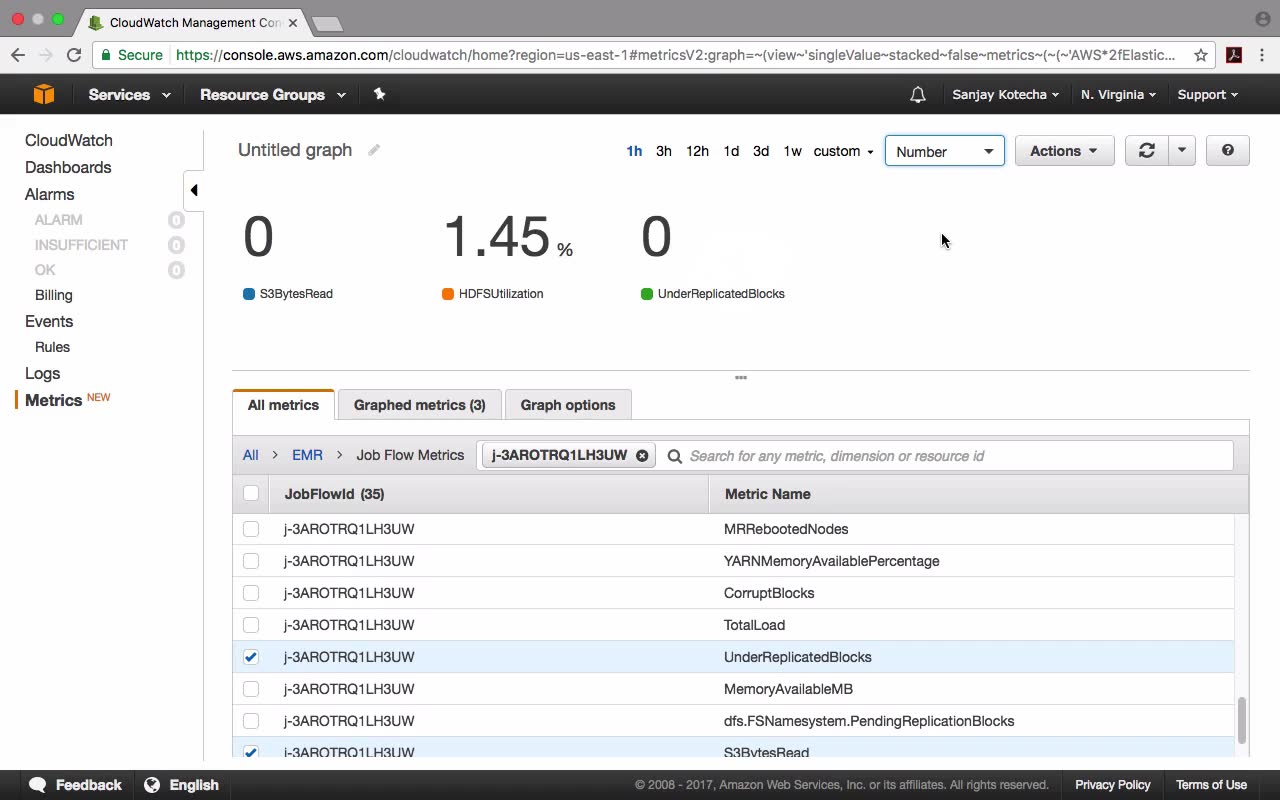 CloudWatch Management Con
Secure https://console.aws.amazon.com/cloudwatch/home?region=us-east-1#metricsV2:graph=~(view~'singleValue~stacked~false~metrics~(~(~'AWS*2fElastic...
Services Resource Groups Sanjay Kotecha N. Virginia Support
CloudWatch
Dashboards
Alarms
ALARM 0
INSUFFICIENT 0
OK 0
Billing
Events
Rules
Logs
Metrics NEW
Untitled graph 1h 3h 12h 1d 3d 1w custom Number Actions ?
0 1.45 % 0
S3BytesRead HDFSUtilization UnderReplicatedBlocks
All metrics Graphed metrics (3) Graph options
All > EMR > Job Flow Metrics j-3AROTRQ1LH3UW Search for any metric, dimension or resource id
JobFlowId (35) Metric Name
j-3AROTRQ1LH3UW MRRebootedNodes
j-3AROTRQ1LH3UW YARNMemoryAvailablePercentage
j-3AROTRQ1LH3UW CorruptBlocks
j-3AROTRQ1LH3UW TotalLoad
j-3AROTRQ1LH3UW UnderReplicatedBlocks
j-3AROTRQ1LH3UW MemoryAvailableMB
j-3AROTRQ1LH3UW dfs.FSNamesystem.PendingReplicationBlocks
j-3AROTRQ1LH3UW S3BytesRead
Feedback English © 2008 - 2017, Amazon Web Services, Inc. or its affiliates. All rights reserved. Privacy Policy Terms of Use